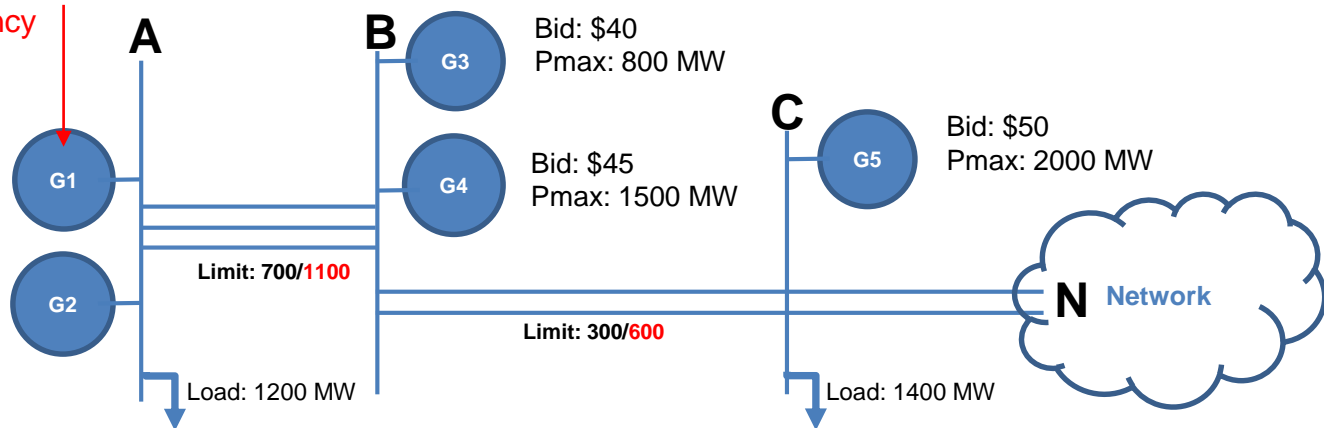 ncy
A
B
C
G1
G2
G3
G4
G5
Bid: $40
Pmax: 800 MW
Bid: $45
Pmax: 1500 MW
Bid: $50
Pmax: 2000 MW
Limit: 700/1100
Limit: 300/600
N Network
Load: 1200 MW
Load: 1400 MW